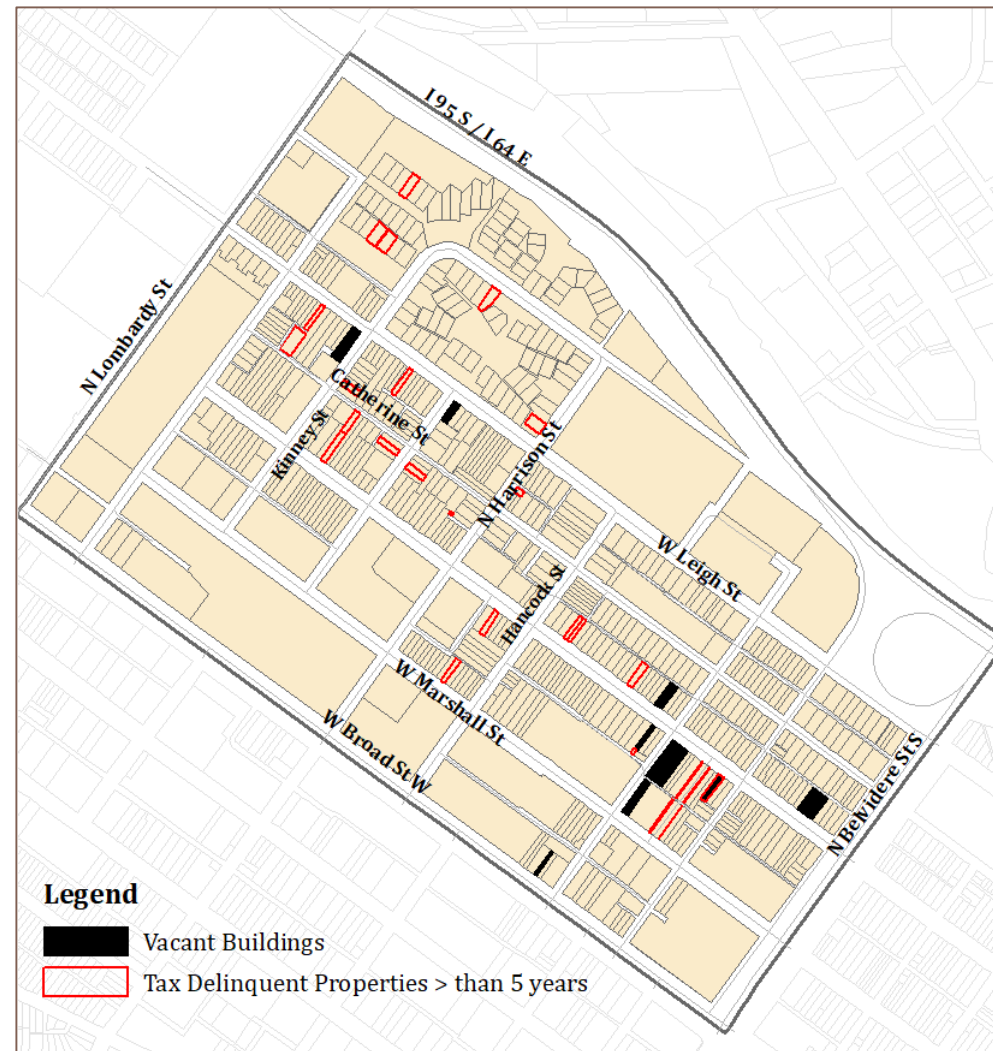 I 95 S / I 64 E
N Lombardy St
Catherine St
Kinney St
N Harrison St
W Leigh St
Hancock St
W Marshall St
W Broad St W
N Belvidere St S
Legend
Vacant Buildings
Tax Delinquent Properties > than 5 years